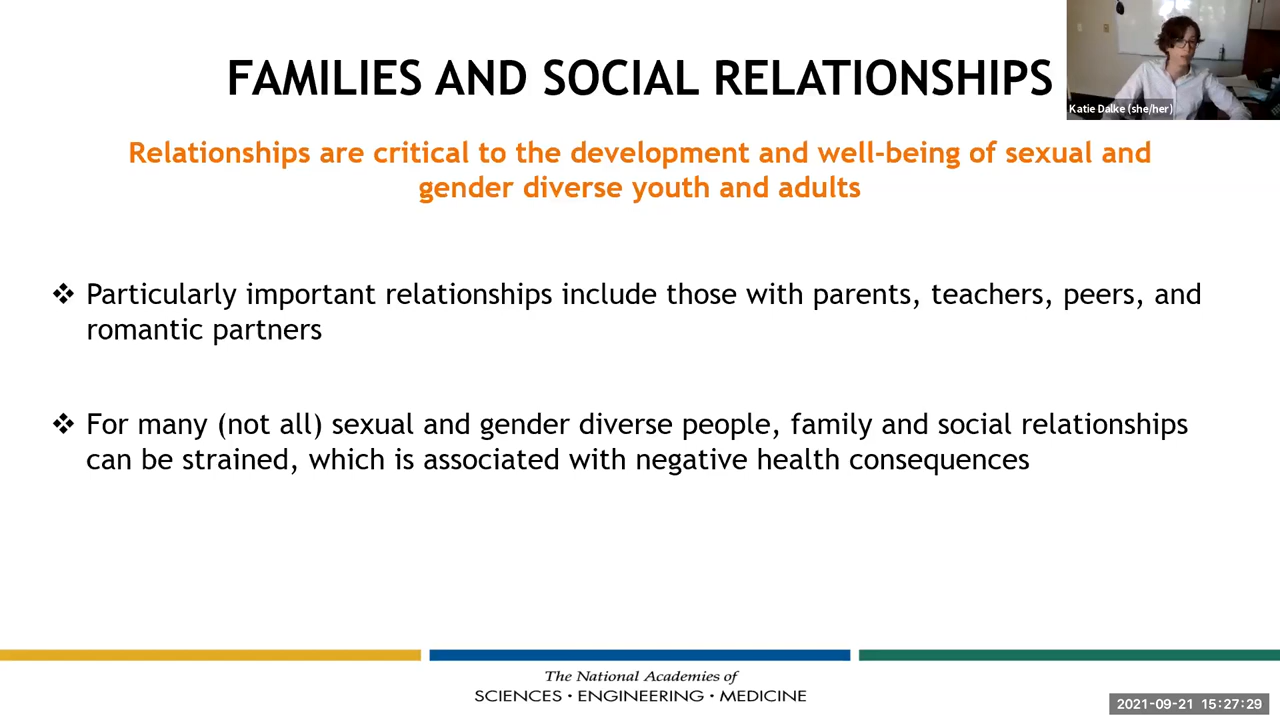 FAMILIES AND SOCIAL RELATIONSHIPS
Katie Dalke (she/her)
Relationships are critical to the development and well-being of sexual and
gender diverse youth and adults
❖ Particularly important relationships include those with parents, teachers, peers, and
romantic partners
❖ For many (not all) sexual and gender diverse people, family and social relationships
can be strained, which is associated with negative health consequences
The National Academies of
SCIENCES · ENGINEERING · MEDICINE
2021-09-21 15:27:29